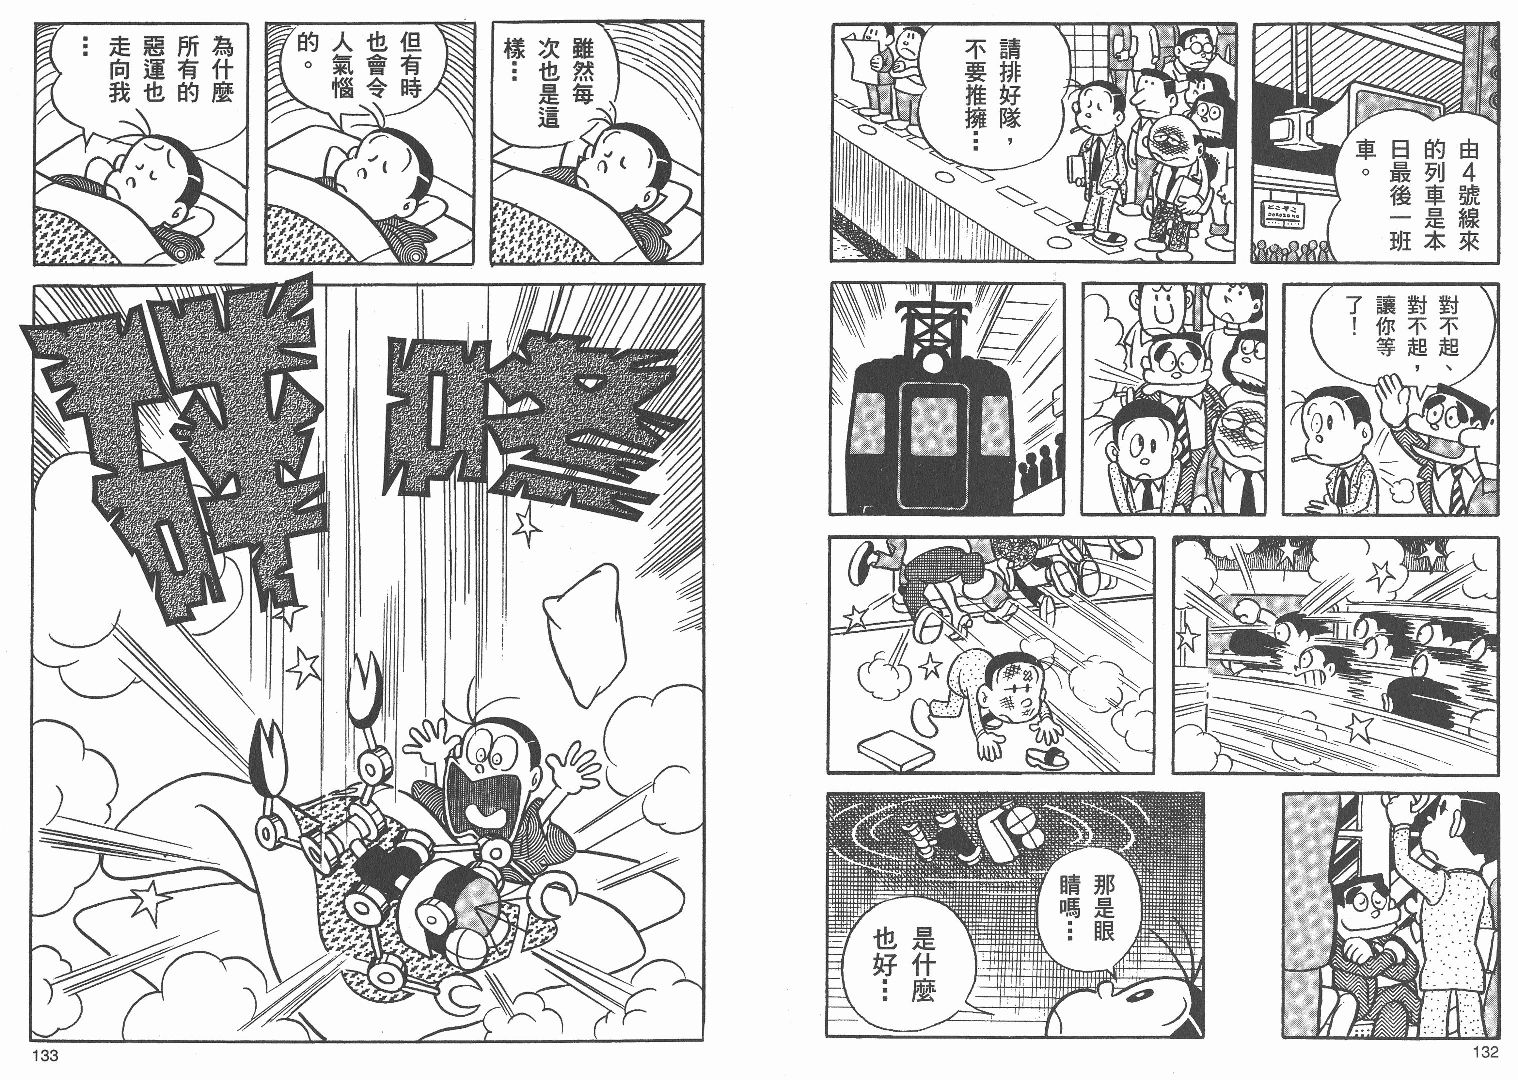 由4號線來
的列車是本
日最後一班
車。
請排好隊，
不要推擁…
對不起、
對不起，
讓你等
了！
那是眼
睛嗎…
是什麼
也好…
132
雖然每
次也是這
樣…
但有時
也會令
人氣惱
的。
為什麼
所有的
惡運也
走向我
…
133